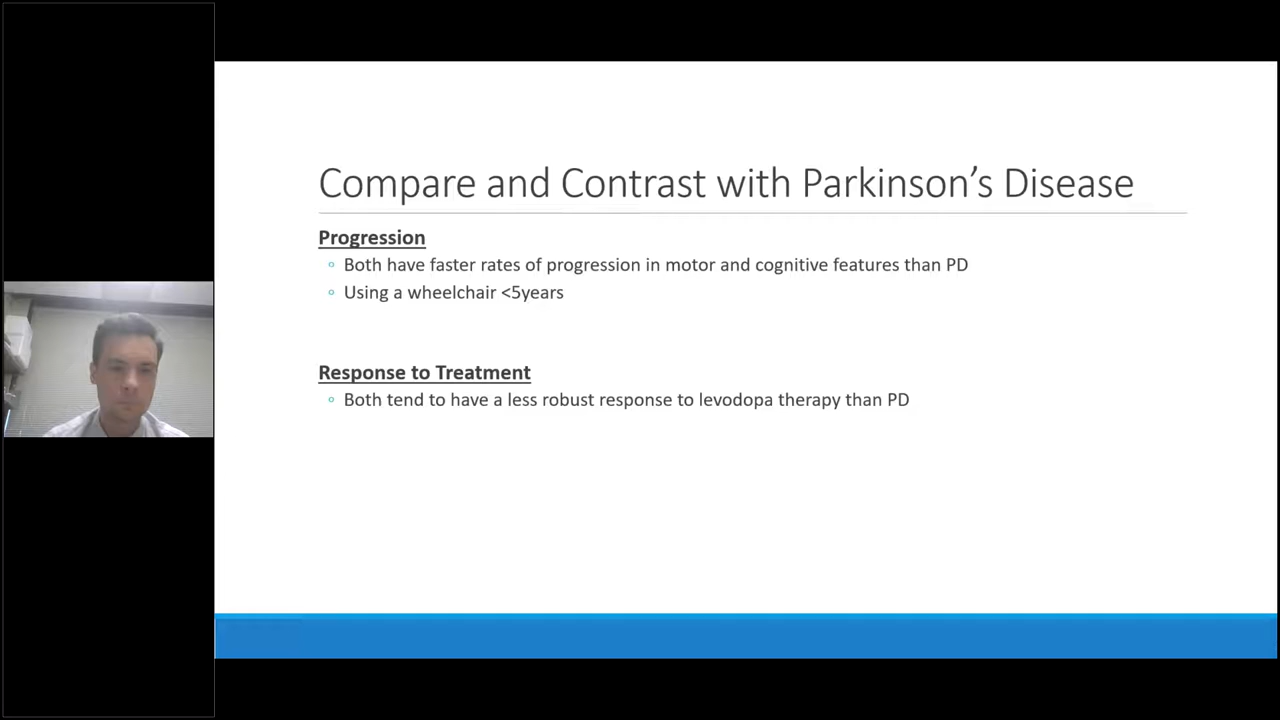 Compare and Contrast with Parkinson’s Disease
Progression
Both have faster rates of progression in motor and cognitive features than PD
Using a wheelchair <5years
Response to Treatment
Both tend to have a less robust response to levodopa therapy than PD